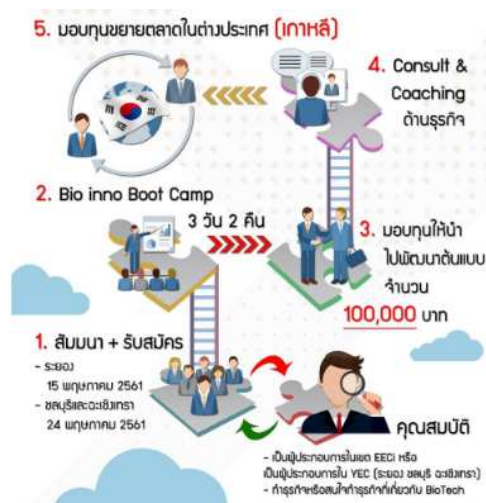 5. มอบทุนขยายตลาดในต่างประเทศ (เกาหลี)
4. Consult &
Coaching
ด้านธุรกิจ
2. Bio inno Boot Camp
3 วัน 2 คืน
3. มอบทุนให้นำ
ไปพัฒนาต้นแบบ
จำนวน
100,000 บาท
1. สัมมนา + รับสมัคร
- ระยอง
15 พฤษภาคม 2561
- ชลบุรีและฉะเชิงเทรา
24 พฤษภาคม 2561
คุณสมบัติ
- เป็นผู้ประกอบการในเขต EECi หรือ
เป็นผู้ประกอบการใน YEC (ระยอง ชลบุรี ฉะเชิงเทรา)
- ทำธุรกิจหรือสนใจทำธุรกิจที่เกี่ยวกับ BioTech